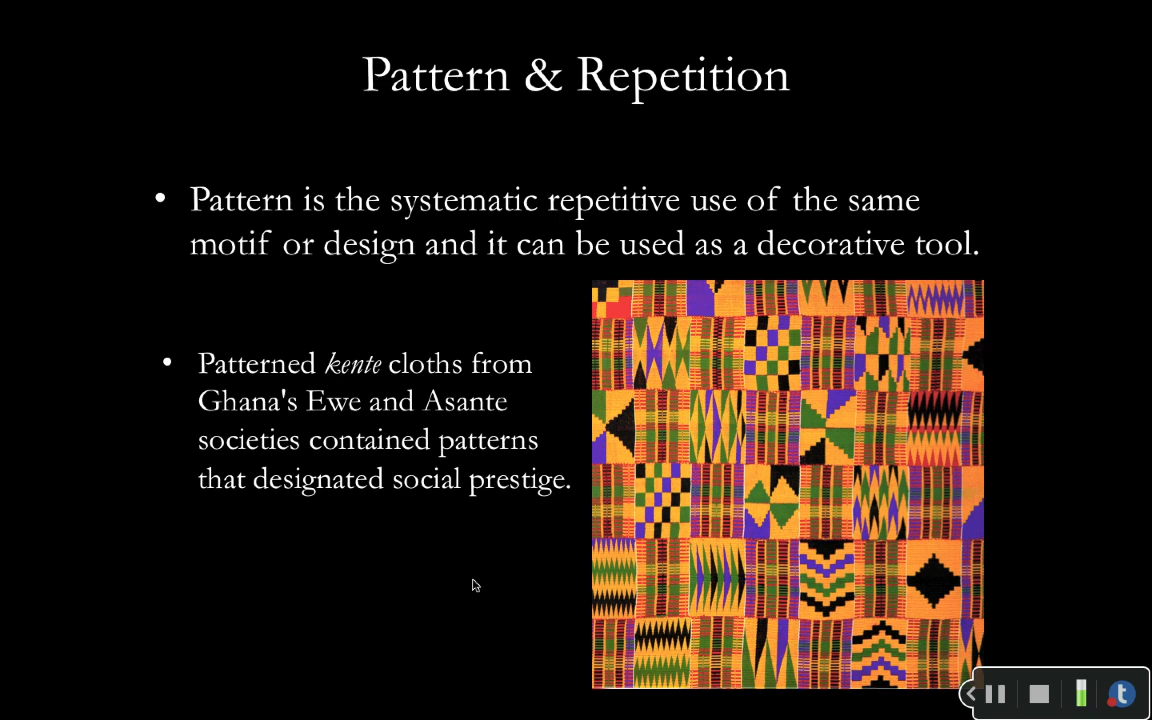 Pattern & Repetition
• Pattern is the systematic repetitive use of the same
motif or design and it can be used as a decorative tool.
• Patterned kente cloths from
Ghana's Ewe and Asante
societies contained patterns
that designated social prestige.
t